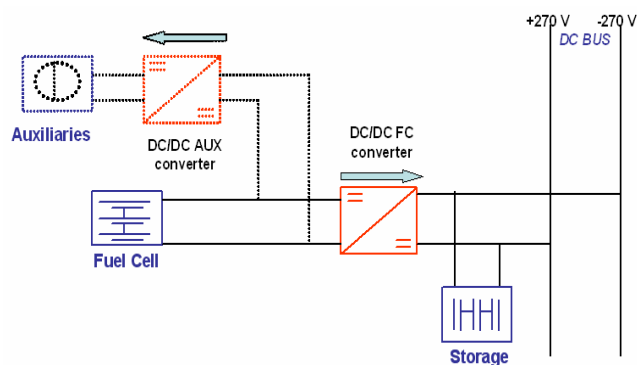 +270 V -270 V
DC BUS
Auxiliaries
DC/DC AUX
converter
DC/DC FC
converter
Fuel Cell
Storage